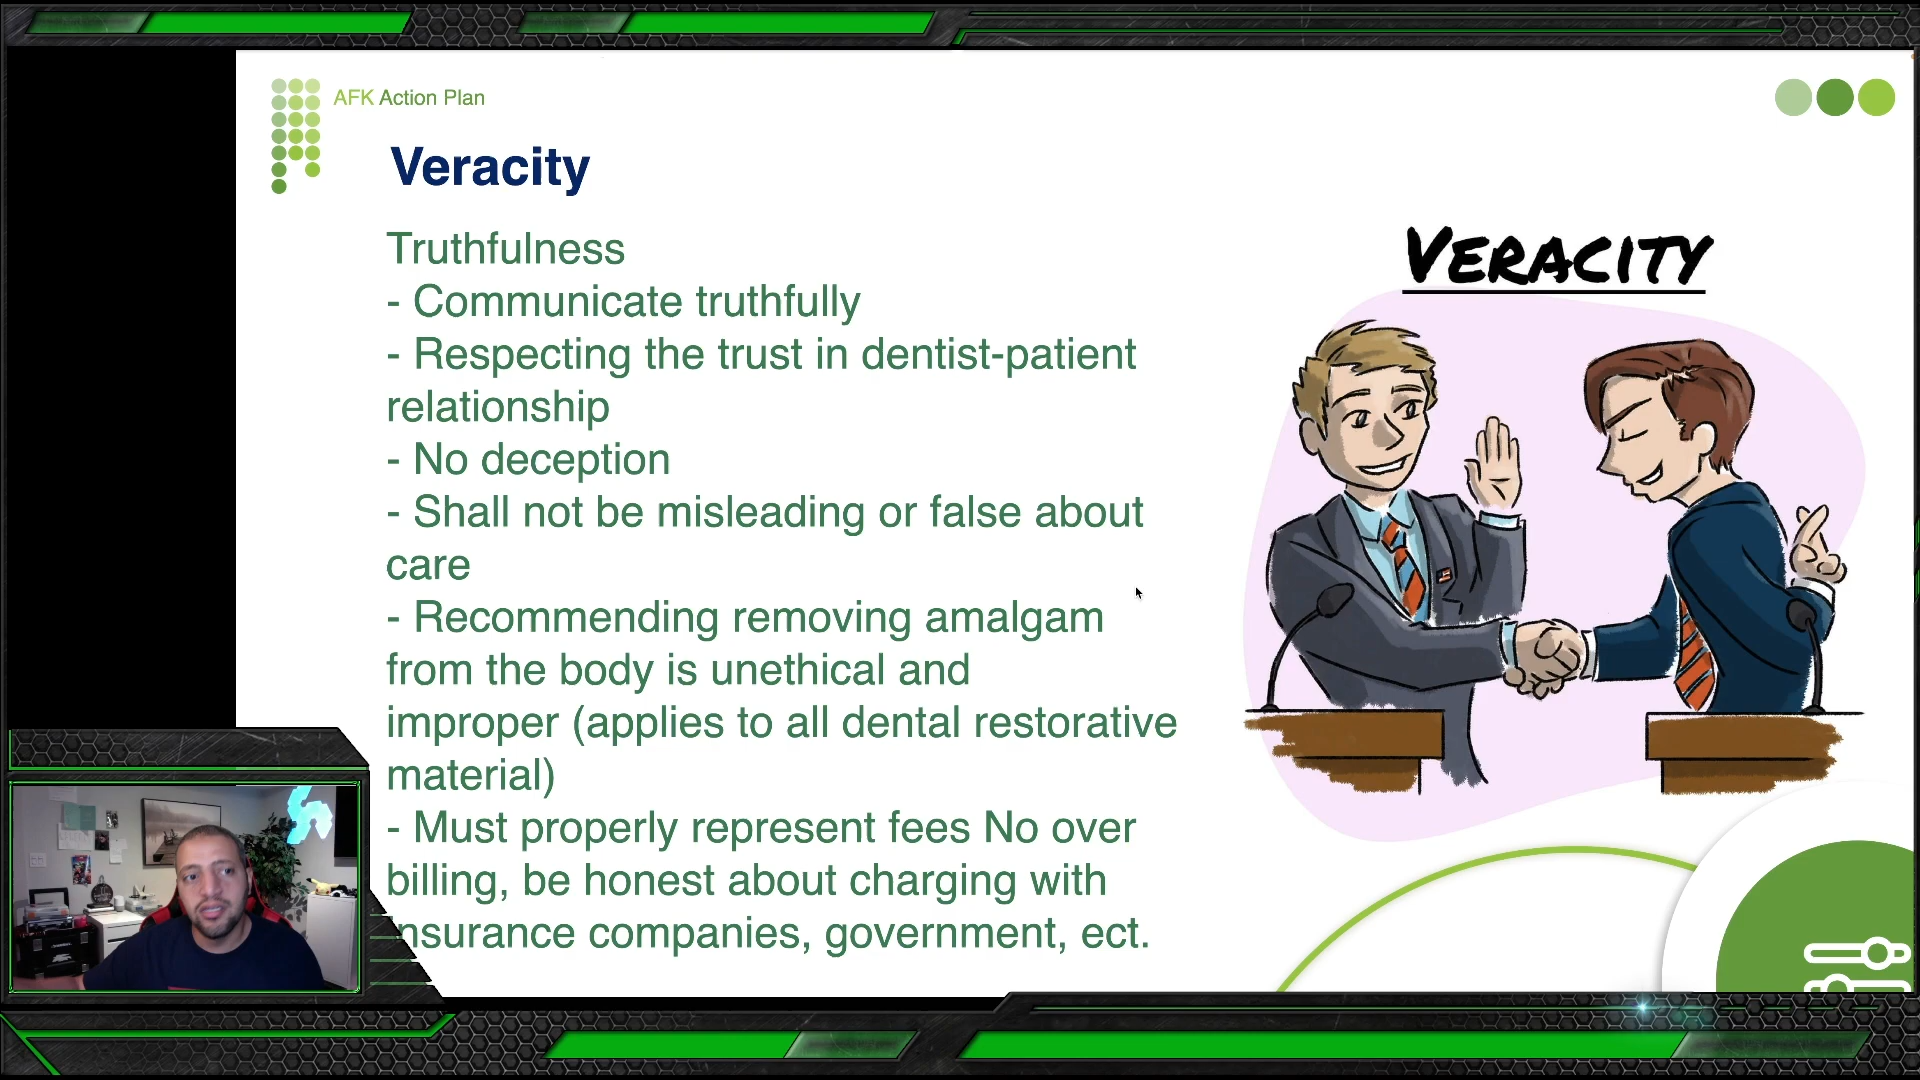 AFK Action Plan
Veracity
Truthfulness
- Communicate truthfully
- Respecting the trust in dentist-patient
relationship
- No deception
- Shall not be misleading or false about
care
- Recommending removing amalgam
from the body is unethical and
improper (applies to all dental restorative
material)
- Must properly represent fees No over
billing, be honest about charging with
insurance companies, government, ect.
VERACITY